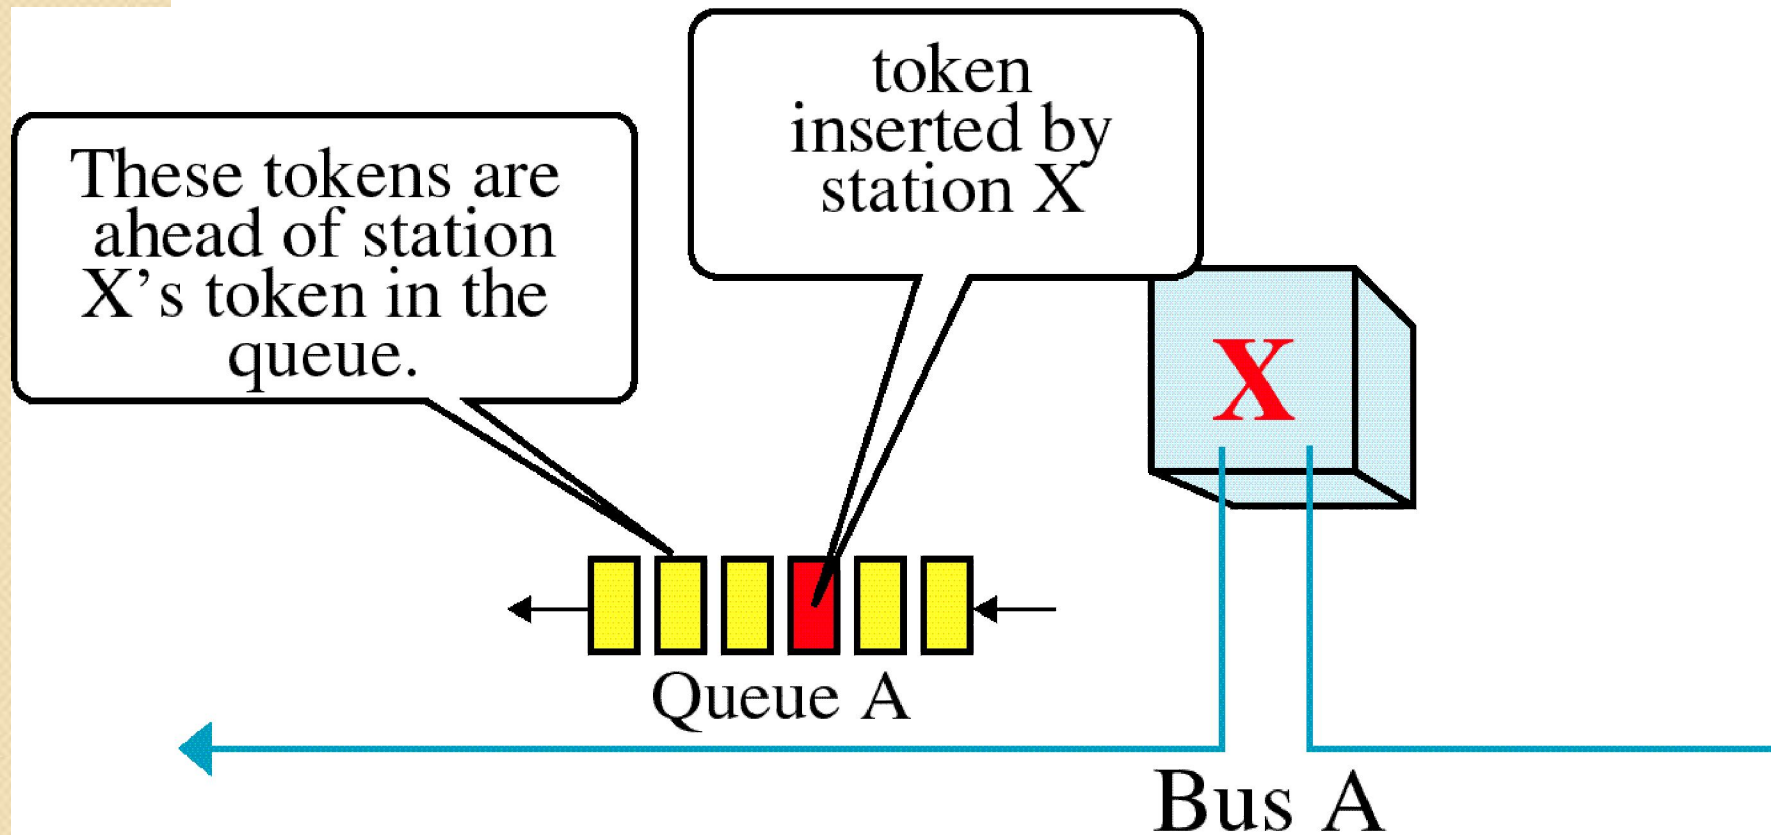 These tokens are
ahead of station
X’s token in the
queue.
token
inserted by
station X
X
Queue A
Bus A